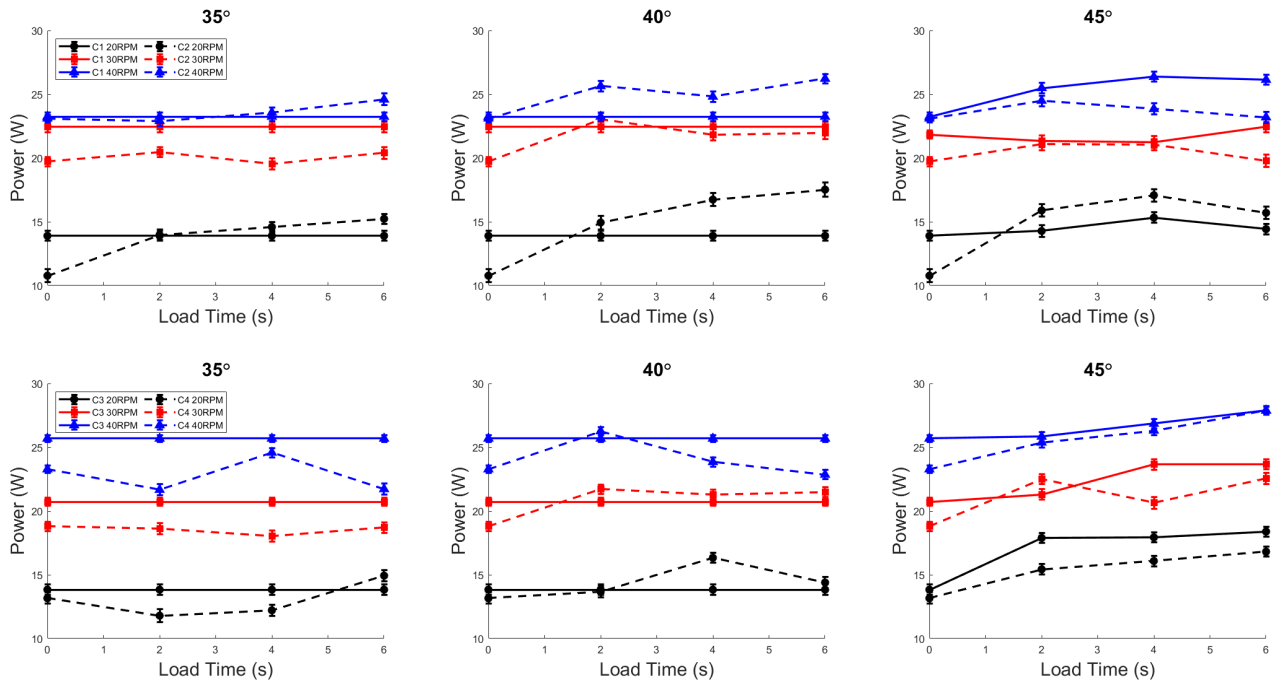 35°
40°
45°
30
25
20
15
10
Power (W)
C1 20RPM C2 20RPM
C1 30RPM C2 30RPM
C1 40RPM C2 40RPM
0 1 2 3 4 5 6
Load Time (s)
30
25
20
15
10
Power (W)
0 1 2 3 4 5 6
Load Time (s)
30
25
20
15
10
Power (W)
0 1 2 3 4 5 6
Load Time (s)
35°
40°
45°
30
25
20
15
10
Power (W)
C3 20RPM C4 20RPM
C3 30RPM C4 30RPM
C3 40RPM C4 40RPM
0 1 2 3 4 5 6
Load Time (s)
30
25
20
15
10
Power (W)
0 1 2 3 4 5 6
Load Time (s)
30
25
20
15
10
Power (W)
0 1 2 3 4 5 6
Load Time (s)